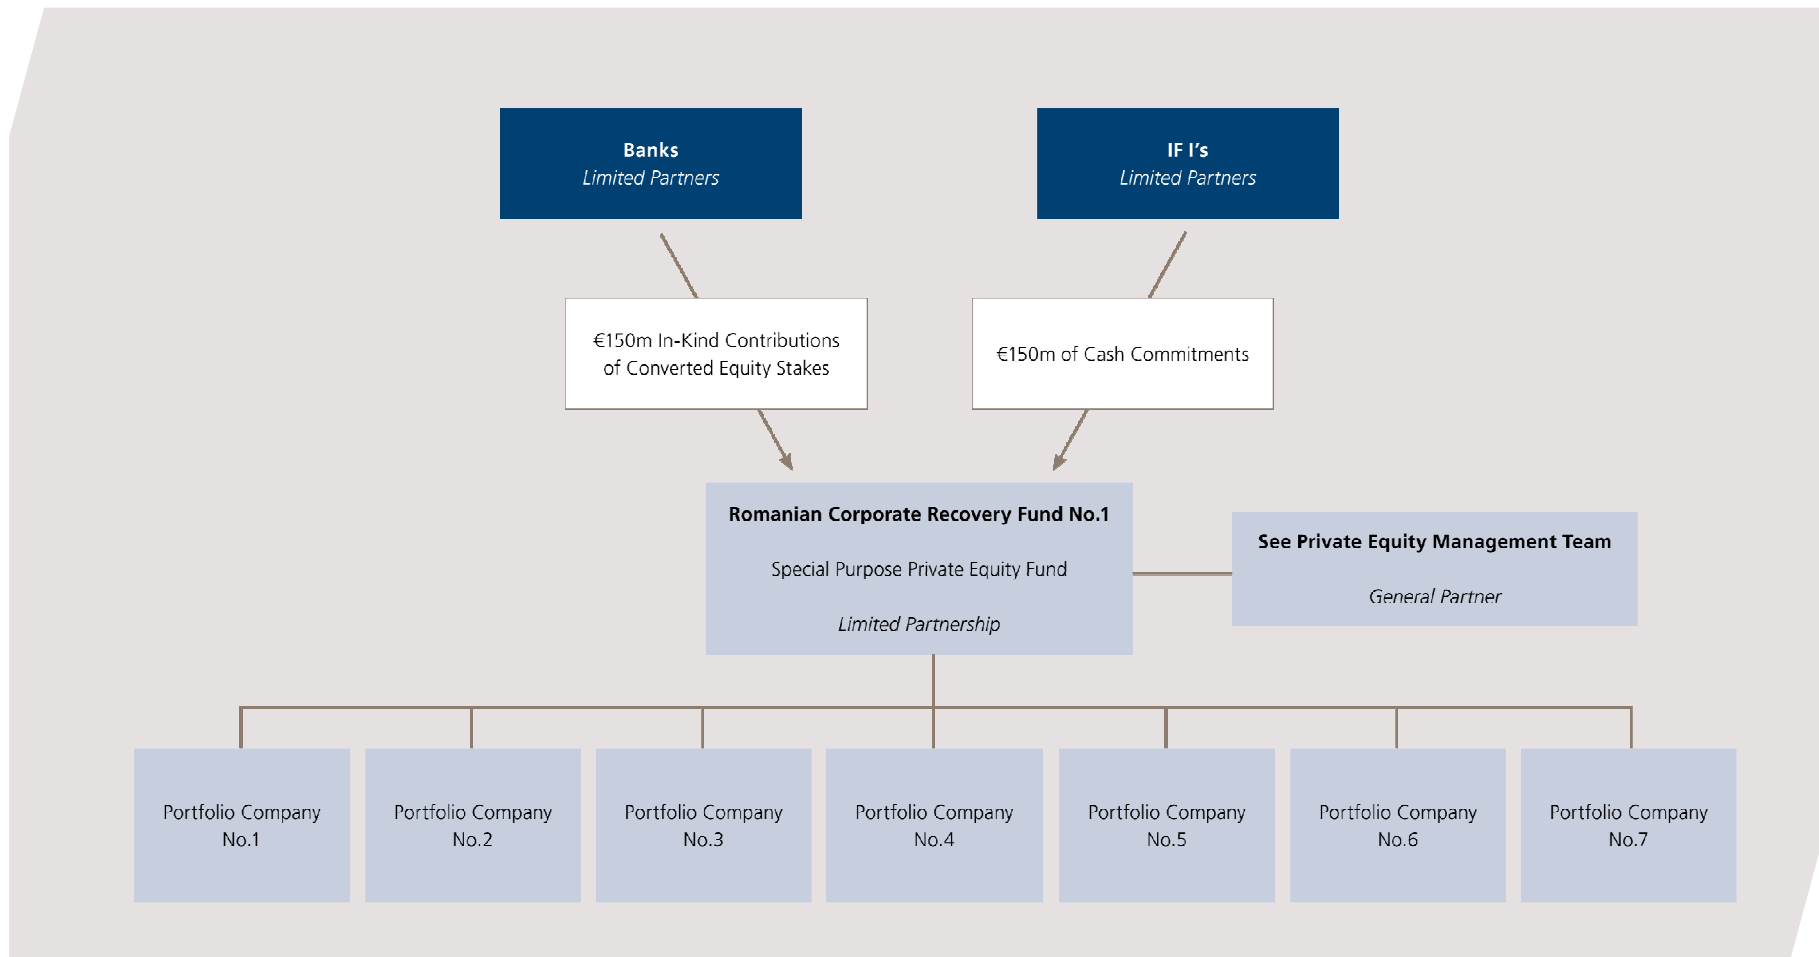 Banks
Limited Partners
IF I's
Limited Partners
€150m In-Kind Contributions
of Converted Equity Stakes
€150m of Cash Commitments
Romanian Corporate Recovery Fund No.1
Special Purpose Private Equity Fund
Limited Partnership
See Private Equity Management Team
General Partner
Portfolio Company
No.1
Portfolio Company
No.2
Portfolio Company
No.3
Portfolio Company
No.4
Portfolio Company
No.5
Portfolio Company
No.6
Portfolio Company
No.7